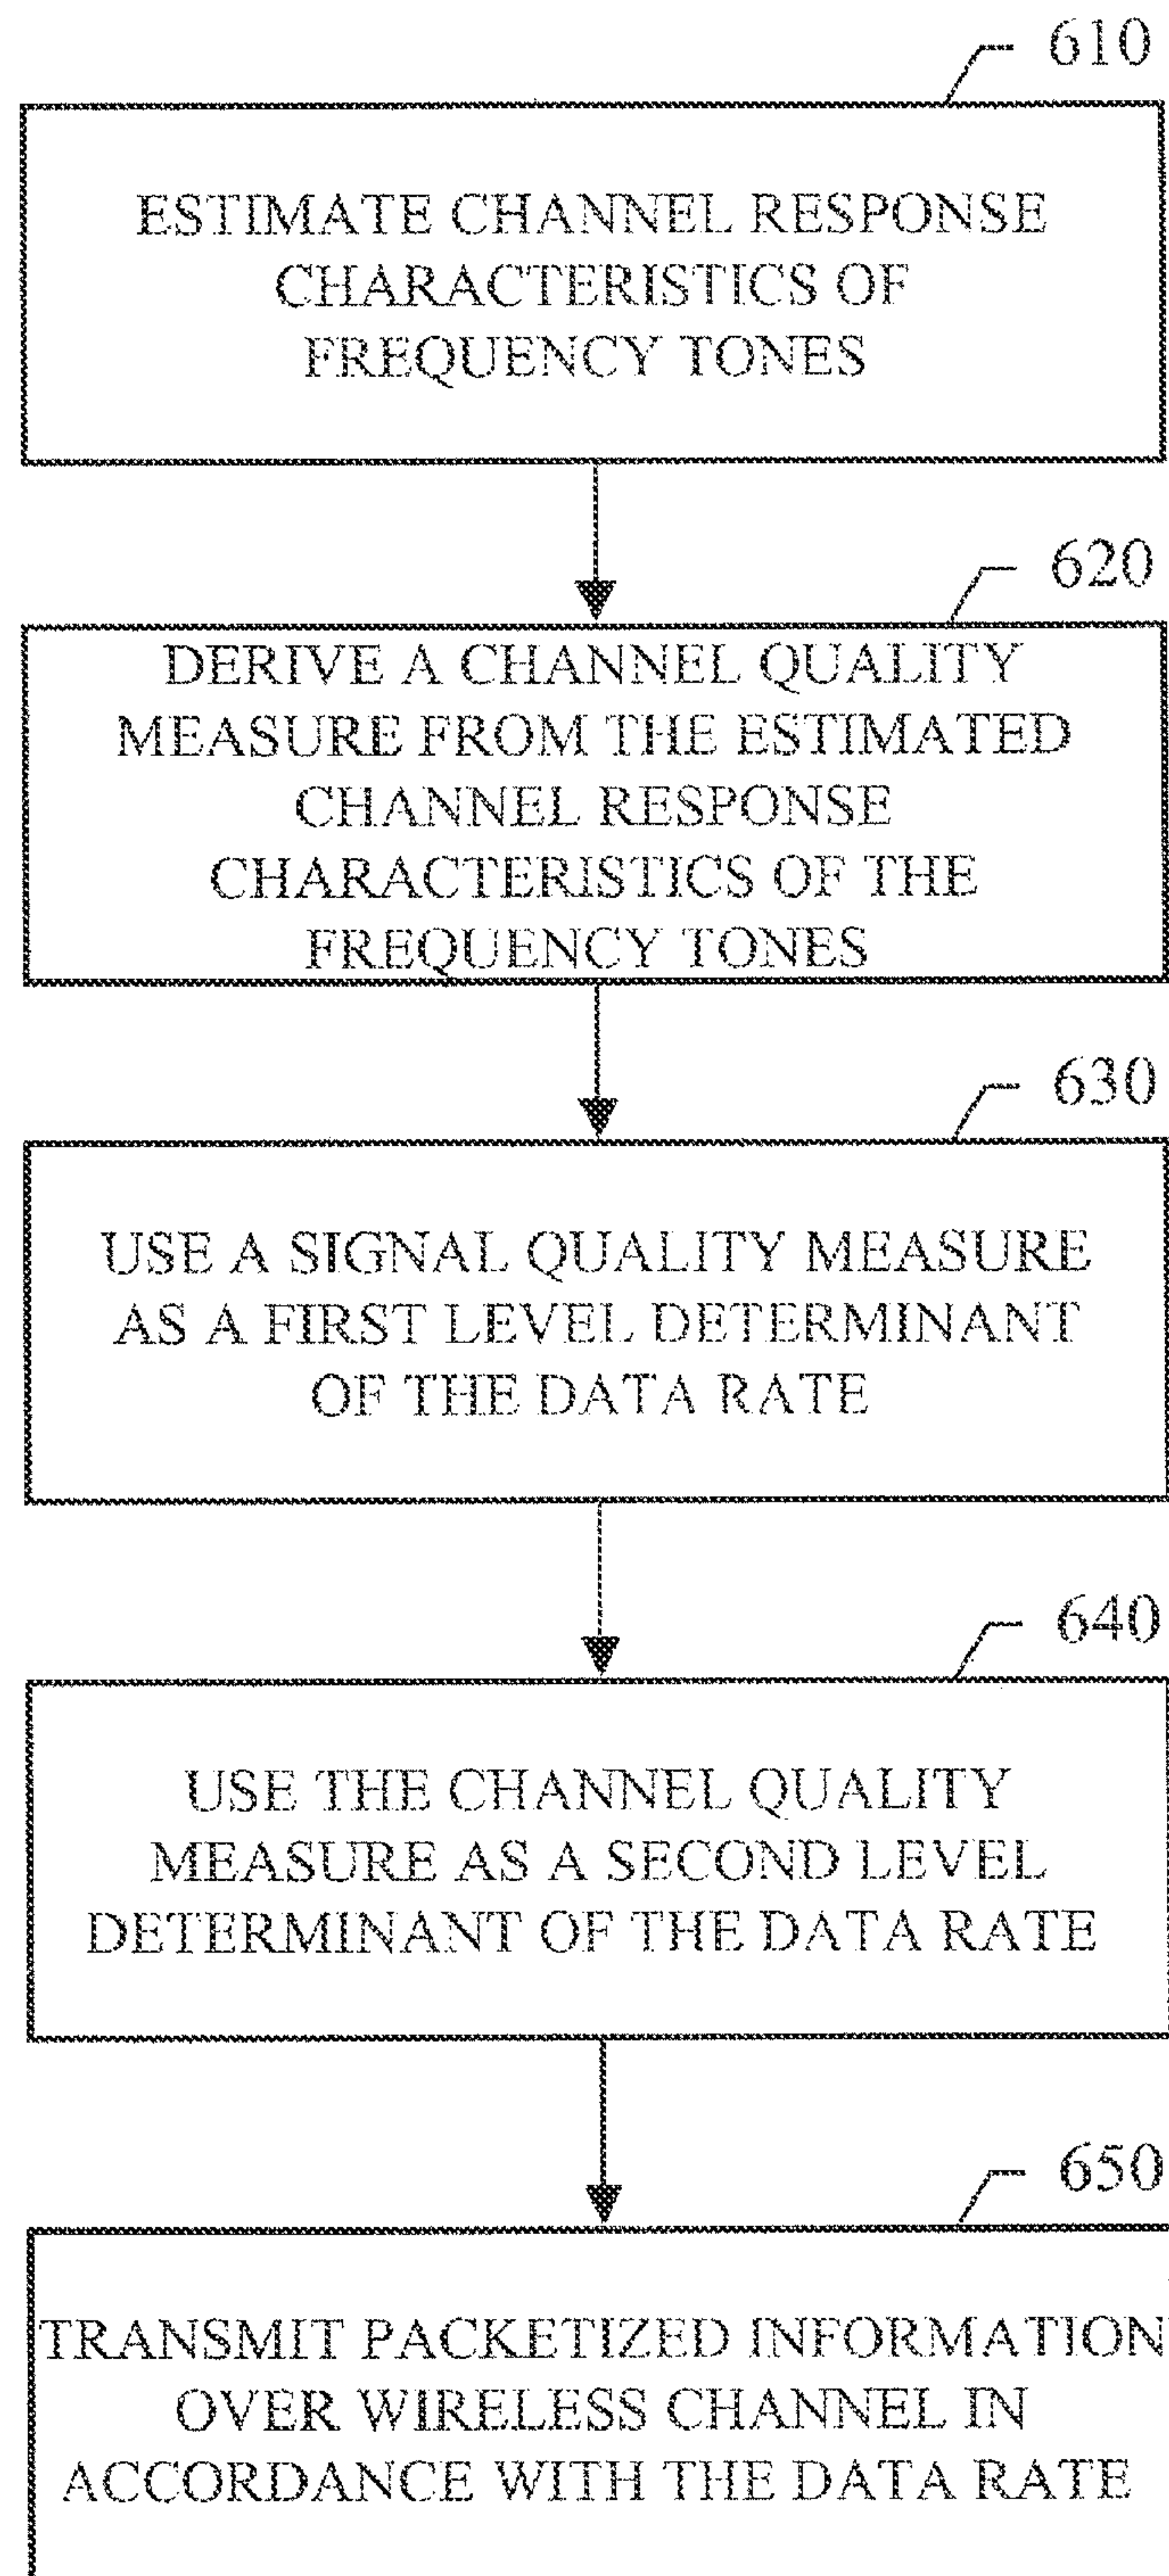 610
ESTIMATE CHANNEL RESPONSE
CHARACTERISTICS OF
FREQUENCY TONES
620
DERIVE A CHANNEL QUALITY
MEASURE FROM THE ESTIMATED
CHANNEL RESPONSE
CHARACTERISTICS OF THE
FREQUENCY TONES
630
USE A SIGNAL QUALITY MEASURE
AS A FIRST LEVEL DETERMINANT
OF THE DATA RATE
640
USE THE CHANNEL QUALITY
MEASURE AS A SECOND LEVEL
DETERMINANT OF THE DATA RATE
650
TRANSMIT PACKETIZED INFORMATION
OVER WIRELESS CHANNEL IN
ACCORDANCE WITH THE DATA RATE